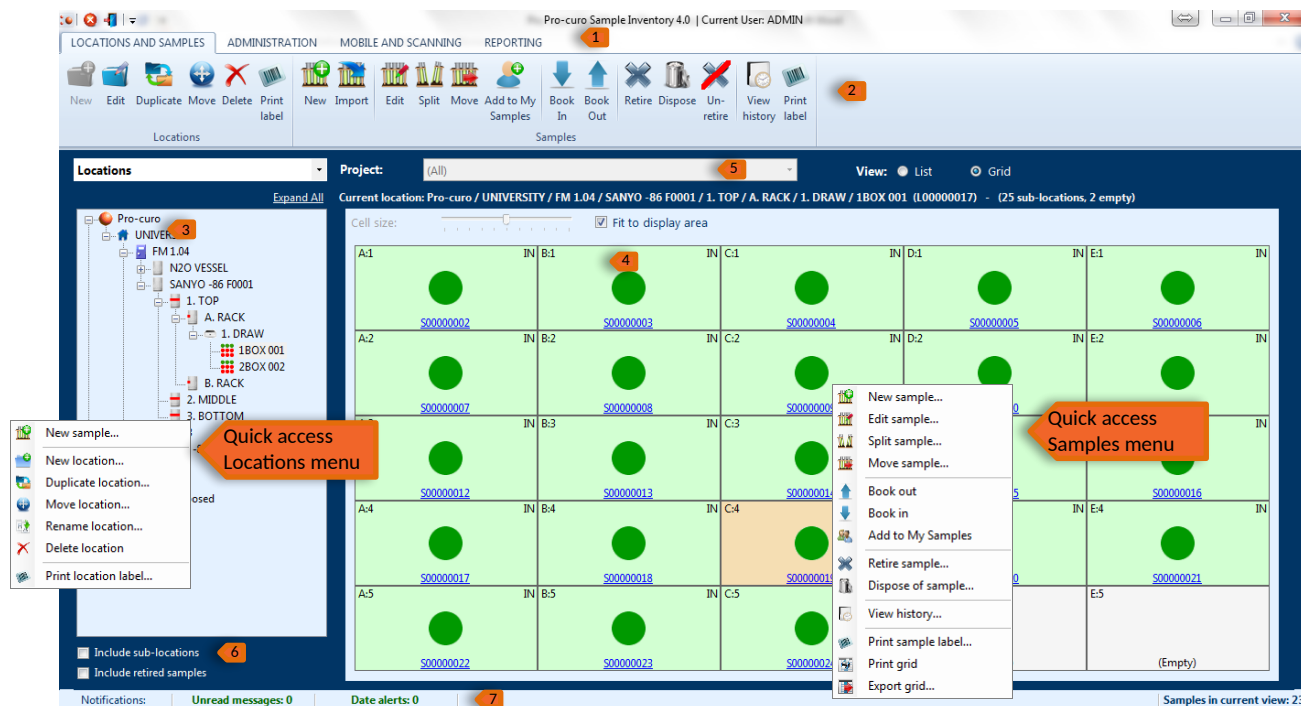 Pro-curo Sample Inventory 4.0 | Current User: ADMIN
LOCATIONS AND SAMPLES ADMINISTRATION MOBILE AND SCANNING REPORTING 1
New Edit Duplicate Move Delete Print label New Import Edit Split Move Add to My Samples Book In Book Out Retire Dispose Un-retire View history Print label 2
Locations Samples
Locations Project: (All) 5 View: List Grid
Expand All Current location: Pro-curo / UNIVERSITY / FM 1.04 / SANYO -86 F0001 / 1. TOP / A. RACK / 1. DRAW / 1BOX 001 (L00000017) - (25 sub-locations, 2 empty)
Cell size: Fit to display area
Pro-curo
UNIVERS 3
FM 1.04
N2O VESSEL
SANYO -86 F0001
1. TOP
A. RACK
1. DRAW
1BOX 001
2BOX 002
B. RACK
2. MIDDLE
3. BOTTOM
osed
New sample...
New location...
Duplicate location...
Move location...
Rename location...
Delete location
Print location label...
Quick access
Locations menu
Include sub-locations 6
Include retired samples
A:1 IN B:1 4 IN C:1 IN D:1 IN E:1 IN
S00000002 S00000003 S00000004 S00000005 S00000006
A:2 IN B:2 IN C:2 IN D:2 IN E:2 IN
S00000007 S00000008 S00000009 0
IN B:3 IN C:3 IN
S00000012 S00000013 S00000014 5 S00000016
A:4 IN B:4 IN C:4 IN E:4 IN
S00000017 S00000018 S00000019 0 S00000021
A:5 IN B:5 IN C:5 E:5
S00000022 S00000023 S00000024 (Empty)
New sample...
Edit sample...
Split sample...
Move sample...
Book out
Book in
Add to My Samples
Retire sample...
Dispose of sample...
View history...
Print sample label...
Print grid
Export grid...
Quick access
Samples menu
Notifications: Unread messages: 0 Date alerts: 0 7 Samples in current view: 23